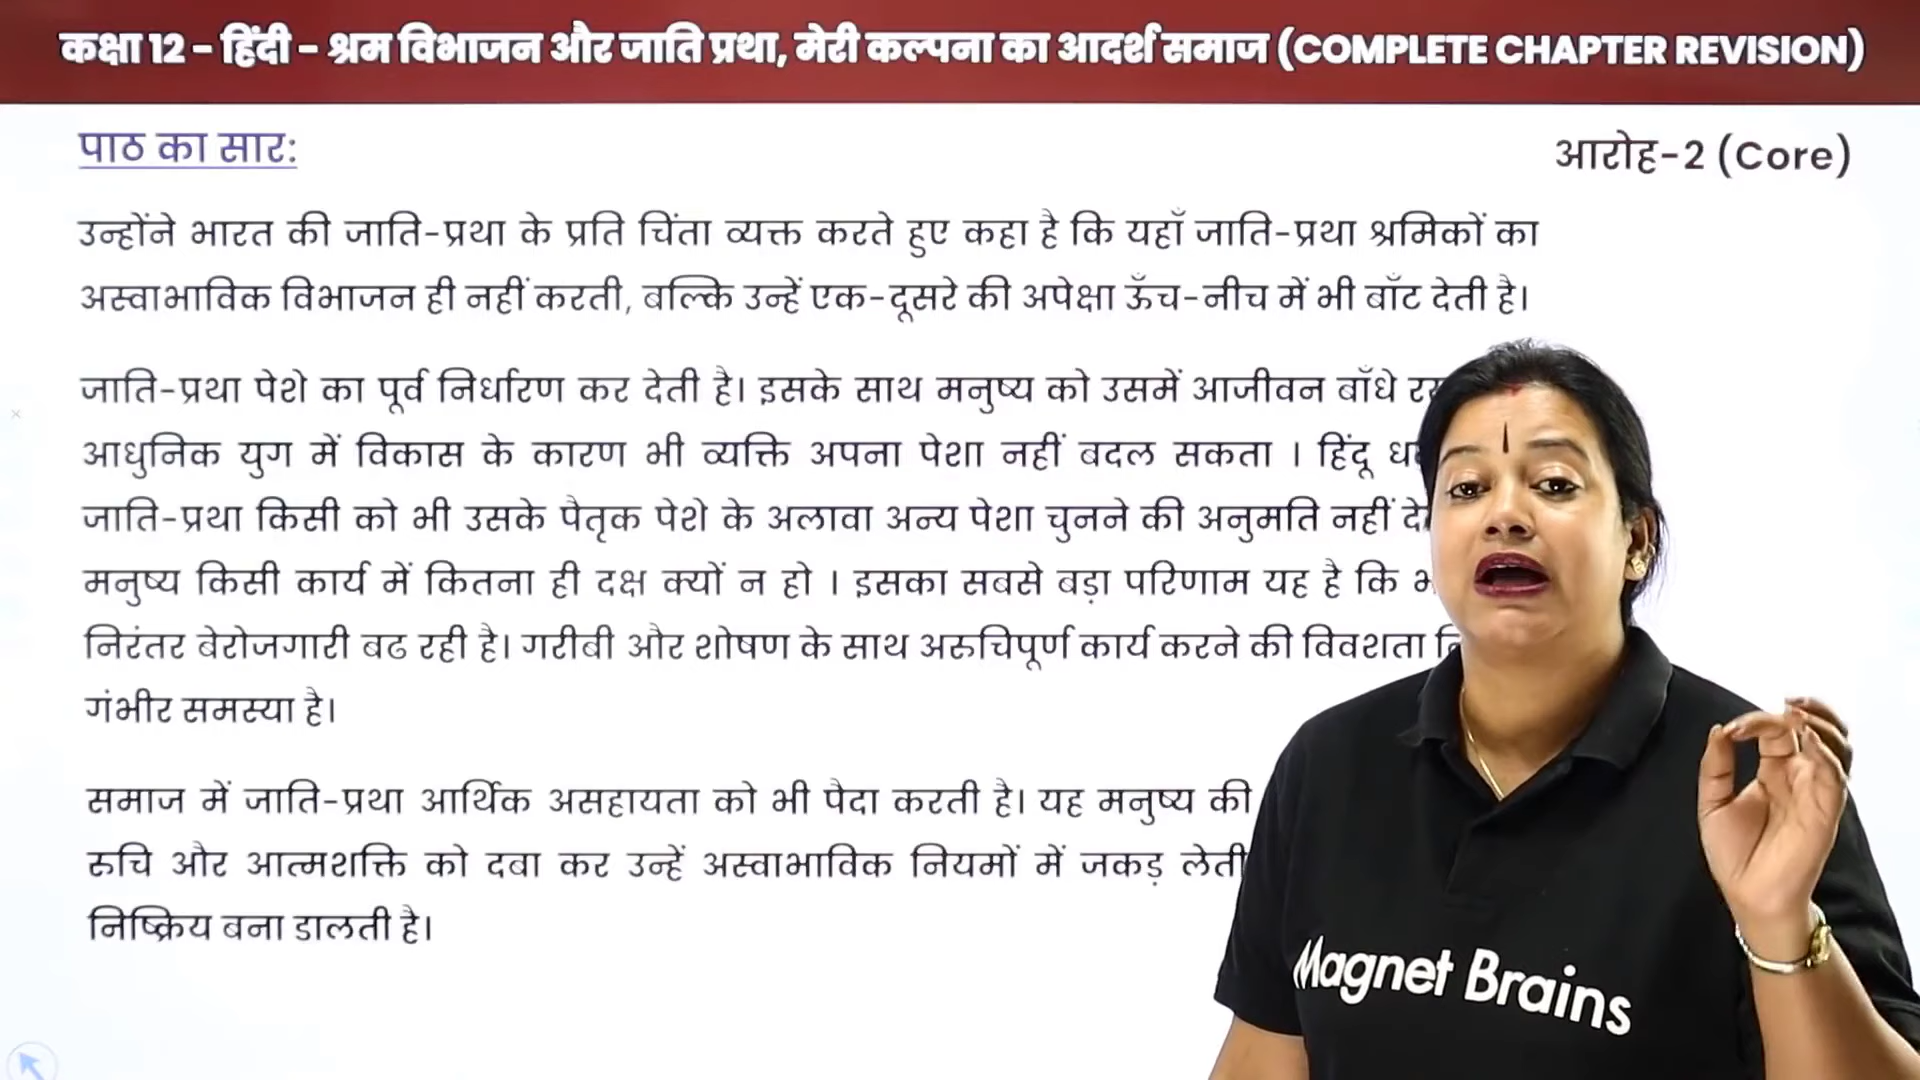 कक्षा 12 - हिंदी - श्रम विभाजन और जाति प्रथा, मेरी कल्पना का आदर्श समाज (COMPLETE CHAPTER REVISION)
पाठ का सार:
आरोह-2 (Core)
उन्होंने भारत की जाति-प्रथा के प्रति चिंता व्यक्त करते हुए कहा है कि यहाँ जाति-प्रथा श्रमिकों का
अस्वाभाविक विभाजन ही नहीं करती, बल्कि उन्हें एक-दूसरे की अपेक्षा ऊँच-नीच में भी बाँट देती है।
जाति-प्रथा पेशे का पूर्व निर्धारण कर देती है। इसके साथ मनुष्य को उसमें आजीवन बाँधे
आधुनिक युग में विकास के कारण भी व्यक्ति अपना पेशा नहीं बदल सकता । हिंदू
जाति-प्रथा किसी को भी उसके पैतृक पेशे के अलावा अन्य पेशा चुनने की अनुमति नहीं
मनुष्य किसी कार्य में कितना ही दक्ष क्यों न हो । इसका सबसे बड़ा परिणाम यह है कि
निरंतर बेरोजगारी बढ रही है। गरीबी और शोषण के साथ अरुचिपूर्ण कार्य करने की विवशता
गंभीर समस्या है।
समाज में जाति-प्रथा आर्थिक असहायता को भी पैदा करती है। यह मनुष्य की
रुचि और आत्मशक्ति को दबा कर उन्हें अस्वाभाविक नियमों में जकड़ लेती
निष्क्रिय बना डालती है।
Magnet Brains